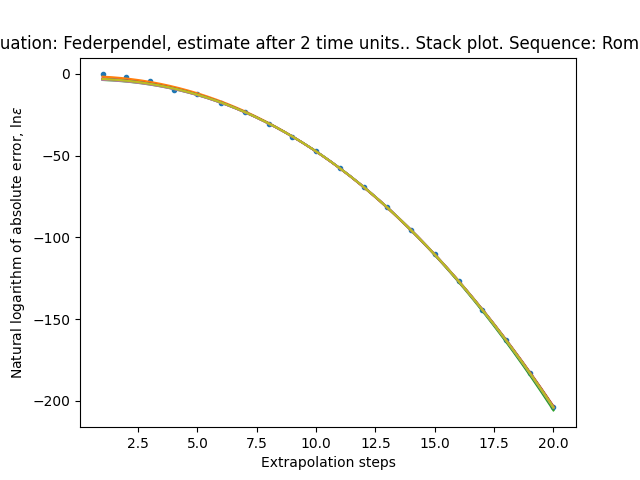 uation: Federpendel, estimate after 2 time units.. Stack plot. Sequence: Rom
0
−50
−100
−150
−200
Natural logarithm of absolute error, lnε
2.5 5.0 7.5 10.0 12.5 15.0 17.5 20.0
Extrapolation steps